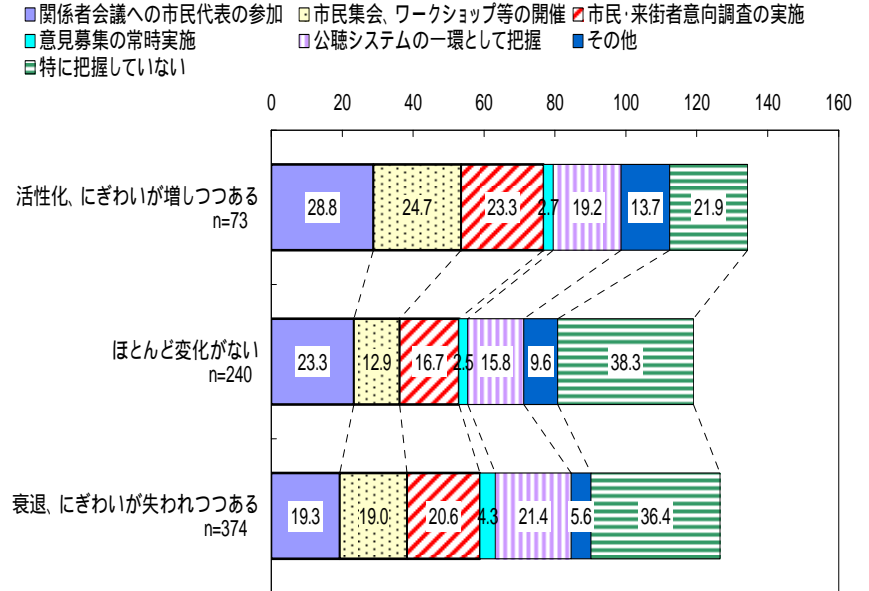 関係者会議への市民代表の参加 市民集会、ワークショップ等の開催 市民・来街者意向調査の実施
意見募集の常時実施 公聴システムの一環として把握 その他
特に把握していない
0 20 40 60 80 100 120 140 160
活性化、にぎわいが増しつつある
n=73
28.8 24.7 23.3 2.7 19.2 13.7 21.9
ほとんど変化がない
n=240
23.3 12.9 16.7 2.5 15.8 9.6 38.3
衰退、にぎわいが失われつつある
n=374
19.3 19.0 20.6 4.3 21.4 5.6 36.4